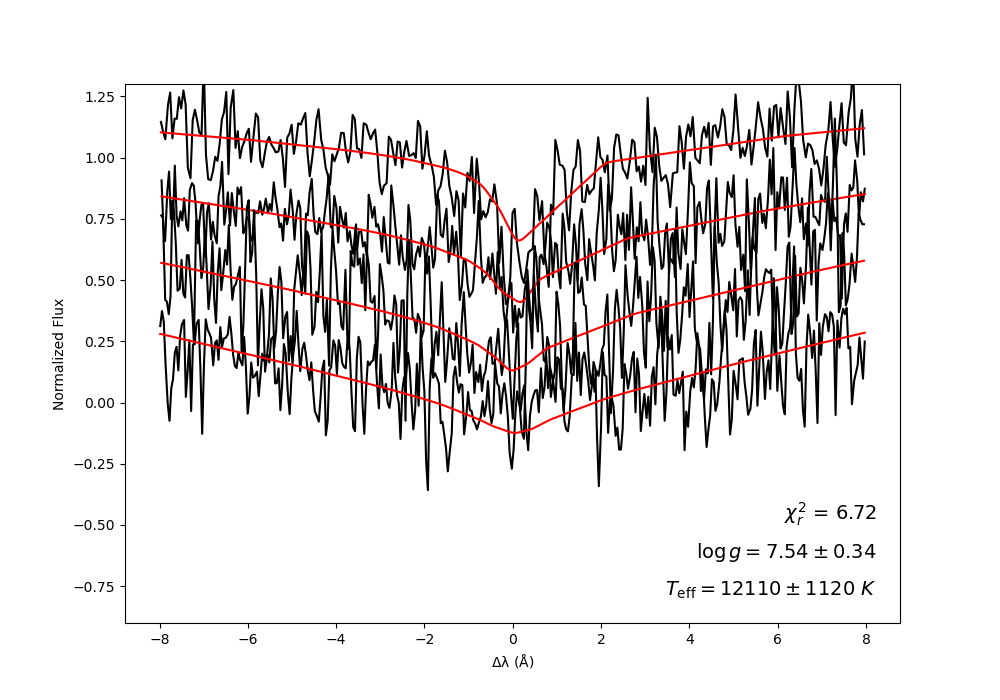 1.25
1.00
0.75
0.50
0.25
0.00
−0.25
−0.50
−0.75
Normalized Flux
χ²ᵣ = 6.72
log g = 7.54 ± 0.34
T_eff = 12110 ± 1120 K
−8 −6 −4 −2 0 2 4 6 8
Δλ (Å)